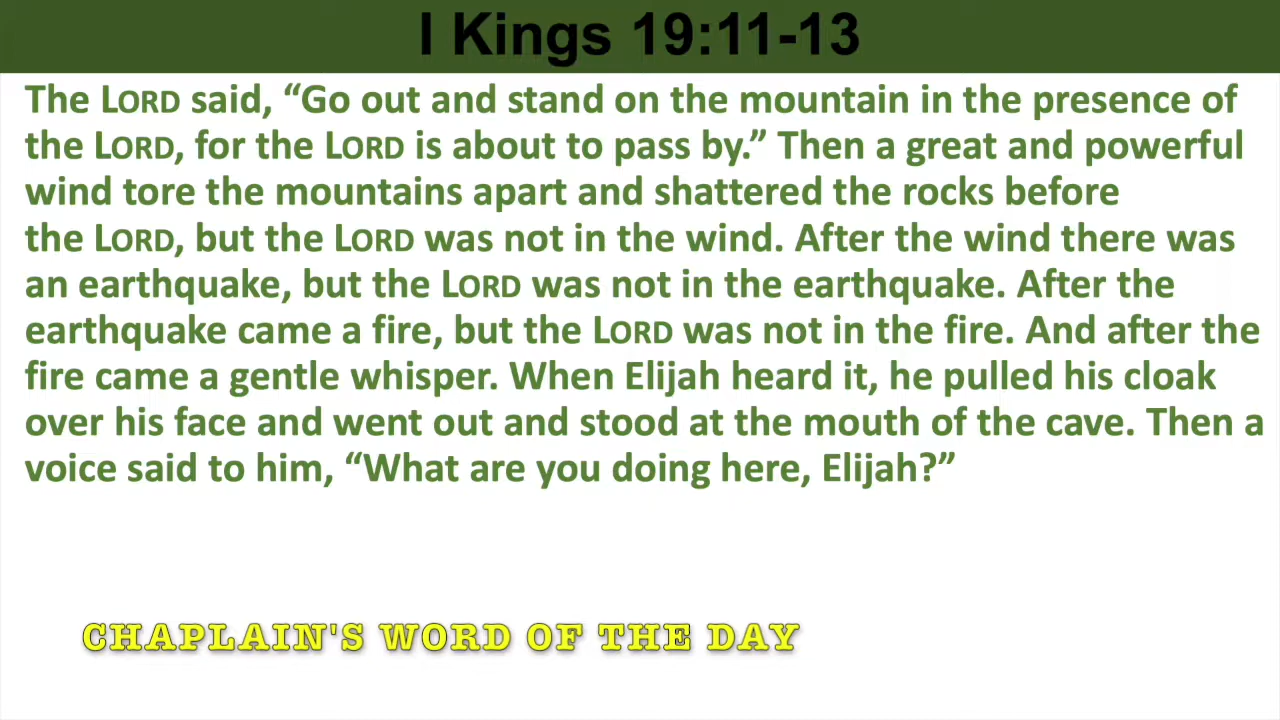 I Kings 19:11-13
The LORD said, “Go out and stand on the mountain in the presence of
the LORD, for the LORD is about to pass by.” Then a great and powerful
wind tore the mountains apart and shattered the rocks before
the LORD, but the LORD was not in the wind. After the wind there was
an earthquake, but the LORD was not in the earthquake. After the
earthquake came a fire, but the LORD was not in the fire. And after the
fire came a gentle whisper. When Elijah heard it, he pulled his cloak
over his face and went out and stood at the mouth of the cave. Then a
voice said to him, “What are you doing here, Elijah?”
CHAPLAIN'S WORD OF THE DAY